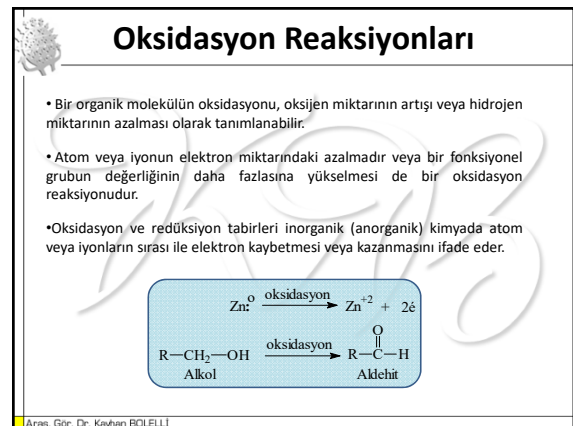 Oksidasyon Reaksiyonları
• Bir organik molekülün oksidasyonu, oksijen miktarının artışı veya hidrojen
miktarının azalması olarak tanımlanabilir.
• Atom veya iyonun elektron miktarındaki azalmadır veya bir fonksiyonel
grubun değerliğinin daha fazlasına yükselmesi de bir oksidasyon
reaksiyonudur.
•Oksidasyon ve redüksiyon tabirleri inorganik (anorganik) kimyada atom
veya iyonların sırası ile elektron kaybetmesi veya kazanmasını ifade eder.
Zn:⁰ oksidasyon Zn⁺² + 2é
R—CH₂—OH oksidasyon R—C—H
O
Alkol Aldehit
Araş. Gör. Dr. Kayhan BOLELLİ